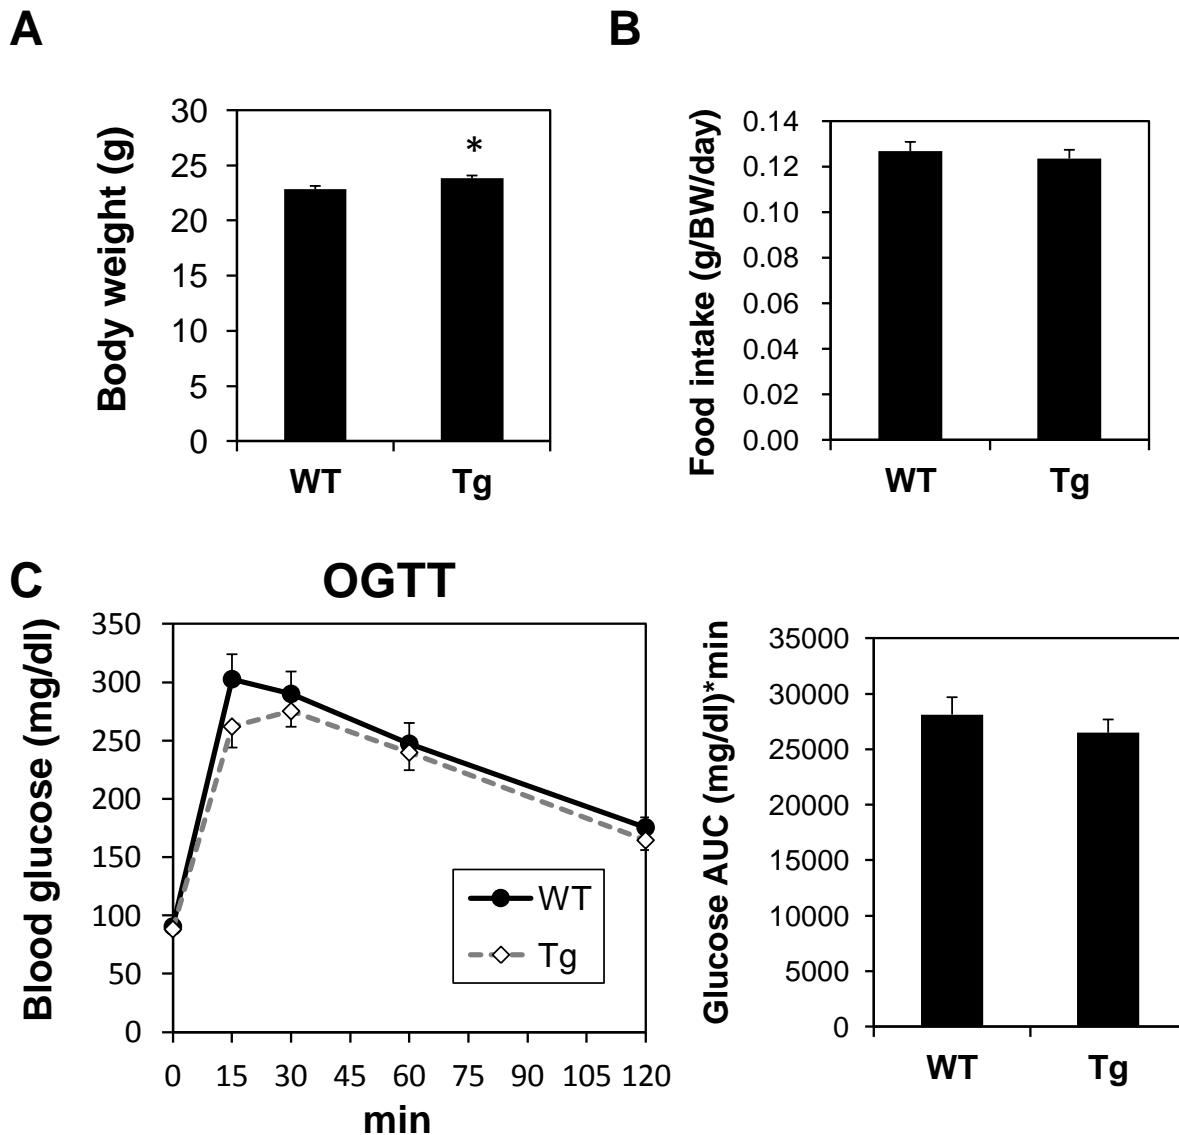 A
B
Body weight (g)
30
25
20
15
10
5
0
*
WT Tg
Food intake (g/BW/day)
0.14
0.12
0.10
0.08
0.06
0.04
0.02
0.00
WT Tg
C
OGTT
Blood glucose (mg/dl)
350
300
250
200
150
100
50
0
WT
Tg
0 15 30 45 60 75 90 105 120
min
Glucose AUC (mg/dl)*min
35000
30000
25000
20000
15000
10000
5000
0
WT Tg